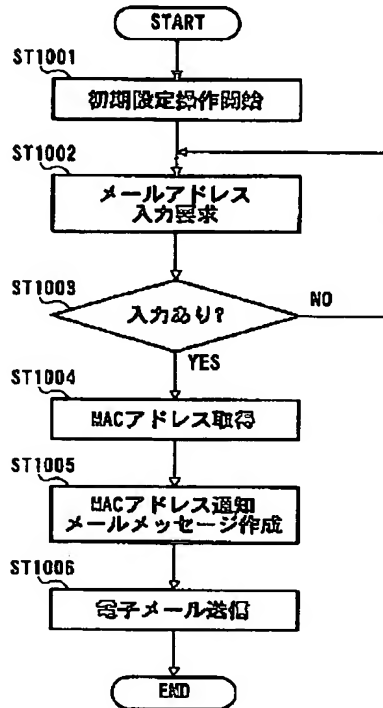 START
ST1001
初期設定操作開始
ST1002
メールアドレス
入力要求
ST1003
入力あり?
NO
YES
ST1004
MACアドレス取得
ST1005
MACアドレス通知
メールメッセージ作成
ST1006
電子メール送信
END